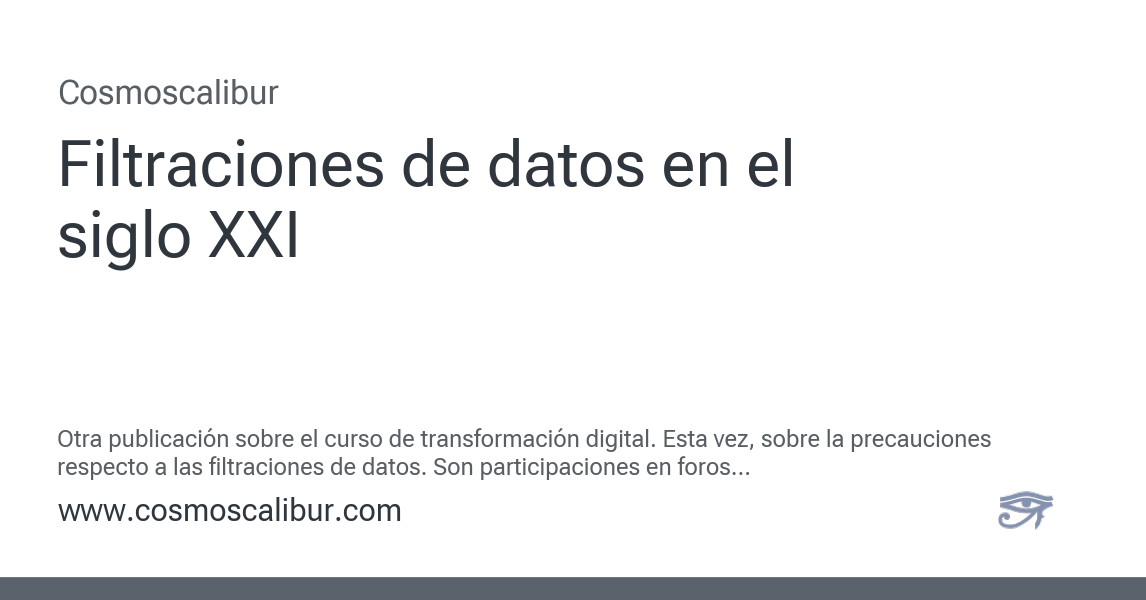 Cosmoscalibur
Filtraciones de datos en el
siglo XXI
Otra publicación sobre el curso de transformación digital. Esta vez, sobre la precauciones
respecto a las filtraciones de datos. Son participaciones en foros...
www.cosmoscalibur.com